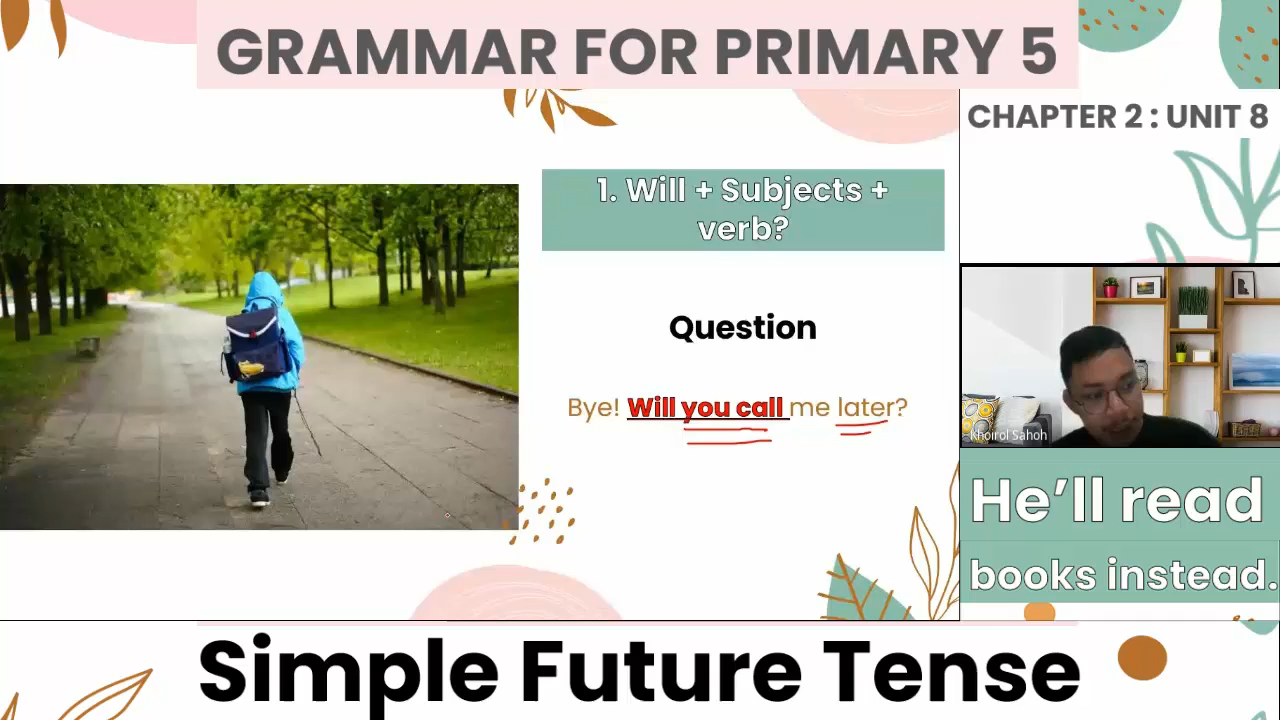 GRAMMAR FOR PRIMARY 5
CHAPTER 2 : UNIT 8
1. Will + Subjects +
verb?
Question
Bye! Will you call me later?
Khoirol Sahoh
He’ll read
books instead.
Simple Future Tense